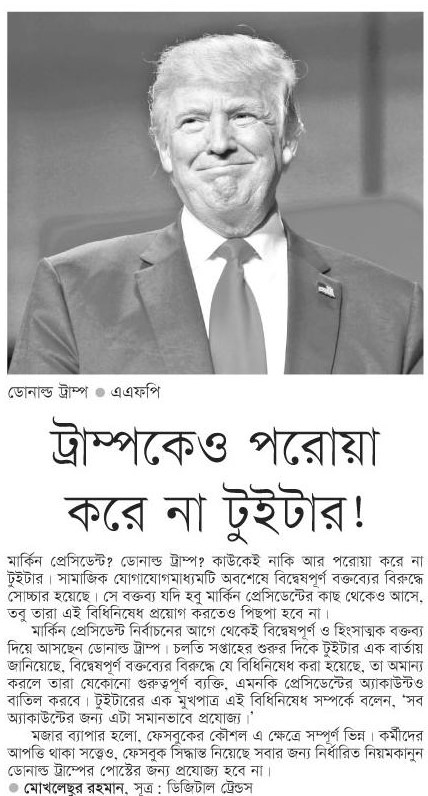 ডোনাল্ড ট্রাম্প ● এএফপি
ট্রাম্পকেও পরোয়া
করে না টুইটার!
মার্কিন প্রেসিডেন্ট? ডোনাল্ড ট্রাম্প? কাউকেই নাকি আর পরোয়া করে না
টুইটার। সামাজিক যোগাযোগমাধ্যমটি অবশেষে বিদ্বেষপূর্ণ বক্তব্যের বিরুদ্ধে
সোচ্চার হয়েছে। সে বক্তব্য যদি হবু মার্কিন প্রেসিডেন্টের কাছ থেকেও আসে,
তবু তারা এই বিধিনিষেধ প্রয়োগ করতেও পিছপা হবে না।
মার্কিন প্রেসিডেন্ট নির্বাচনের আগে থেকেই বিদ্বেষপূর্ণ ও হিংসাত্মক বক্তব্য
দিয়ে আসছেন ডোনাল্ড ট্রাম্প। চলতি সপ্তাহের শুরুর দিকে টুইটার এক বার্তায়
জানিয়েছে, বিদ্বেষপূর্ণ বক্তব্যের বিরুদ্ধে যে বিধিনিষেধ করা হয়েছে, তা অমান্য
করলে তারা যেকোনো গুরুত্বপূর্ণ ব্যক্তি, এমনকি প্রেসিডেন্টের অ্যাকাউন্টও
বাতিল করবে। টুইটারের এক মুখপাত্র এই বিধিনিষেধ সম্পর্কে বলেন, ‘সব
অ্যাকাউন্টের জন্য এটা সমানভাবে প্রযোজ্য।’
মজার ব্যাপার হলো, ফেসবুকের কৌশল এ ক্ষেত্রে সম্পূর্ণ ভিন্ন। কর্মীদের
আপত্তি থাকা সত্ত্বেও, ফেসবুক সিদ্ধান্ত নিয়েছে সবার জন্য নির্ধারিত নিয়মকানুন
ডোনাল্ড ট্রাম্পের পোস্টের জন্য প্রযোজ্য হবে না।
● মোখলেছুর রহমান, সূত্র : ডিজিটাল ট্রেন্ডস